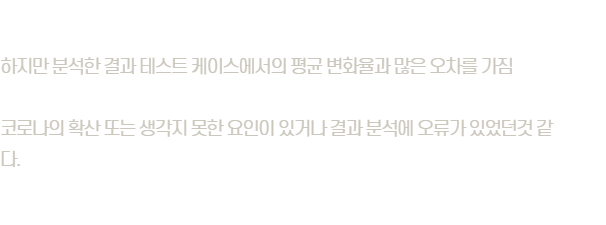 하지만 분석한 결과 테스트 케이스에서의 평균 변화율과 많은 오차를 가짐
코로나의 확산 또는 생각지 못한 요인이 있거나 결과 분석에 오류가 있었던것 같
다.